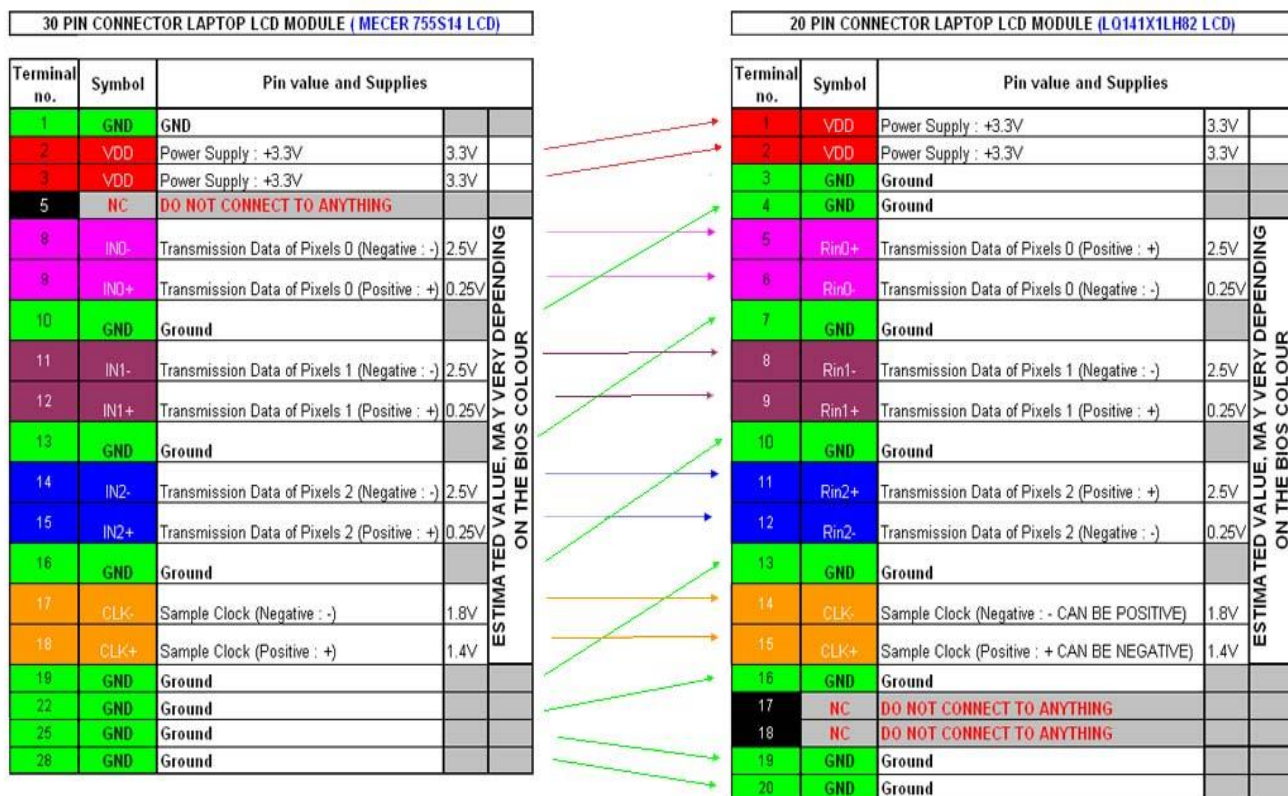 30 PIN CONNECTOR LAPTOP LCD MODULE ( MECER 755S14 LCD)
Terminal no. Symbol Pin value and Supplies
1 GND GND
2 VDD Power Supply : +3.3V 3.3V
3 VDD Power Supply : +3.3V 3.3V
5 NC DO NOT CONNECT TO ANYTHING
8 IN0- Transmission Data of Pixels 0 (Negative : -) 2.5V
9 IN0+ Transmission Data of Pixels 0 (Positive : +) 0.25V
10 GND Ground
11 IN1- Transmission Data of Pixels 1 (Negative : -) 2.5V
12 IN1+ Transmission Data of Pixels 1 (Positive : +) 0.25V
13 GND Ground
14 IN2- Transmission Data of Pixels 2 (Negative : -) 2.5V
15 IN2+ Transmission Data of Pixels 2 (Positive : +) 0.25V
16 GND Ground
17 CLK- Sample Clock (Negative : -) 1.8V
18 CLK+ Sample Clock (Positive : +) 1.4V
19 GND Ground
22 GND Ground
25 GND Ground
28 GND Ground
ESTIMATED VALUE, MAY VERY DEPENDING
ON THE BIOS COLOUR
20 PIN CONNECTOR LAPTOP LCD MODULE (LQ141X1LH82 LCD)
Terminal no. Symbol Pin value and Supplies
1 VDD Power Supply : +3.3V 3.3V
2 VDD Power Supply : +3.3V 3.3V
3 GND Ground
4 GND Ground
5 Rin0+ Transmission Data of Pixels 0 (Positive : +) 2.5V
6 Rin0- Transmission Data of Pixels 0 (Negative : -) 0.25V
7 GND Ground
8 Rin1- Transmission Data of Pixels 1 (Negative : -) 2.5V
9 Rin1+ Transmission Data of Pixels 1 (Positive : +) 0.25V
10 GND Ground
11 Rin2+ Transmission Data of Pixels 2 (Positive : +) 2.5V
12 Rin2- Transmission Data of Pixels 2 (Negative : -) 0.25V
13 GND Ground
14 CLK- Sample Clock (Negative : - CAN BE POSITIVE) 1.8V
15 CLK+ Sample Clock (Positive : + CAN BE NEGATIVE) 1.4V
16 GND Ground
17 NC DO NOT CONNECT TO ANYTHING
18 NC DO NOT CONNECT TO ANYTHING
19 GND Ground
20 GND Ground
ESTIMATED VALUE, MAY VERY DEPENDING
ON THE BIOS COLOUR